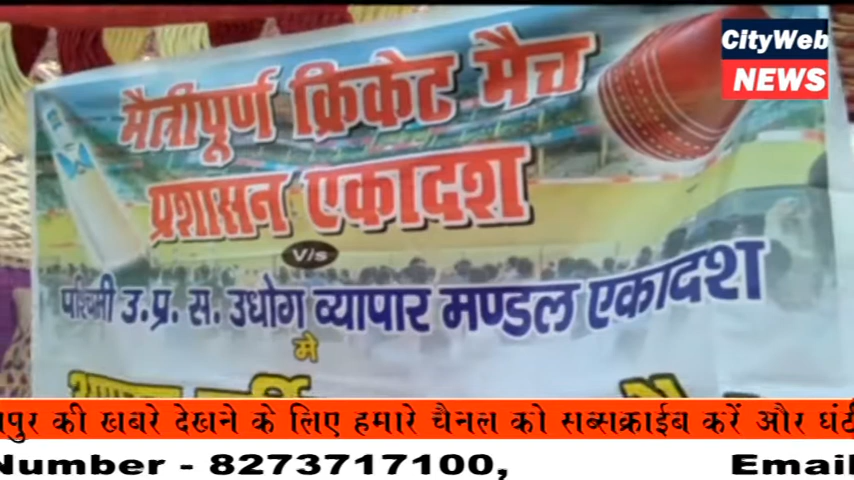 CityWeb
NEWS
मैत्रीपूर्ण क्रिकेट मैच
प्रशासन एकादश
V/s
पश्चिमी उ.प्र. स. उधोग व्यापार मण्डल एकादश
मे
की खबरे देखने के लिए हमारे चैनल को सब्सक्राईब करें और घंटी
Number - 8273717100,
Email